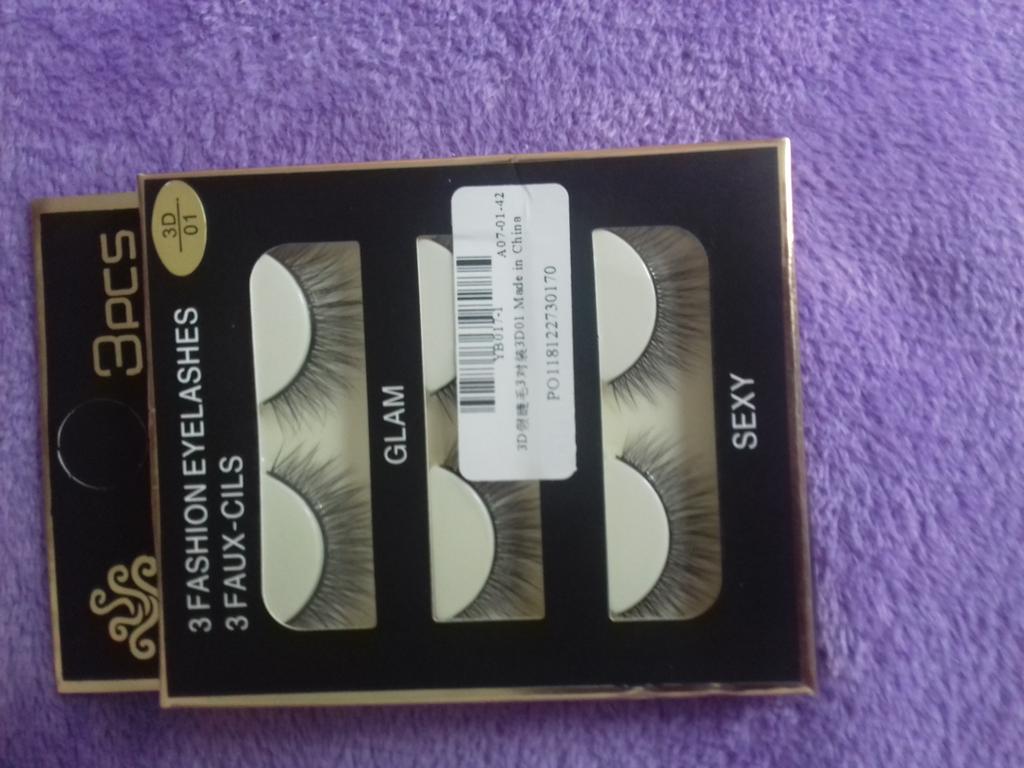 3PCS
3D
01
3 FASHION EYELASHES
3 FAUX-CILS
GLAM
YB017-1
A07-01-42
3D假睫毛3对装3D01 Made in China
PO118122730170
SEXY